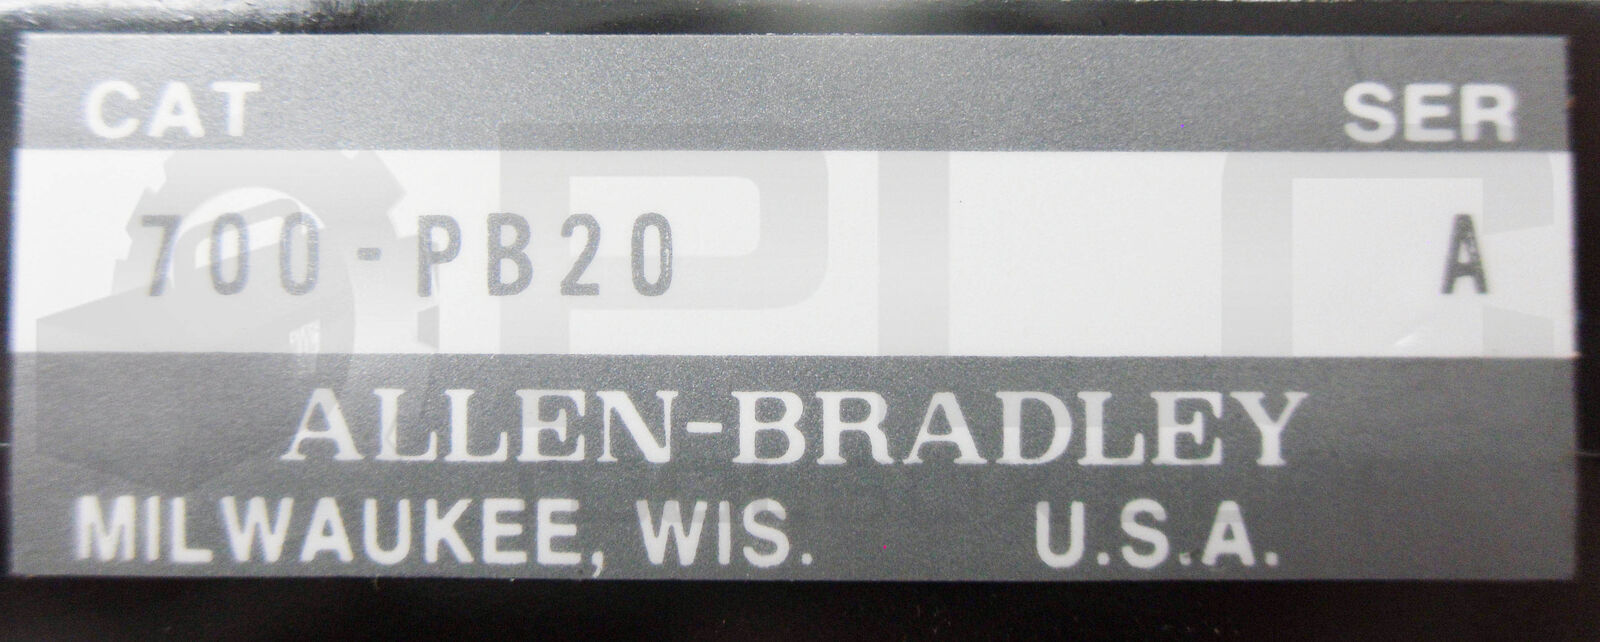 CAT SER
700-PB20 A
ALLEN-BRADLEY
MILWAUKEE, WIS. U.S.A.